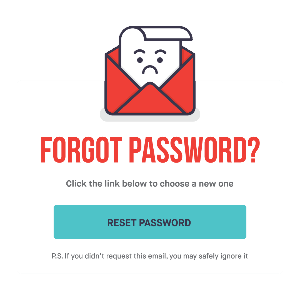 FORGOT PASSWORD?
Click the link below to choose a new one
RESET PASSWORD
P.S. If you didn't request this email, you may safely ignore it